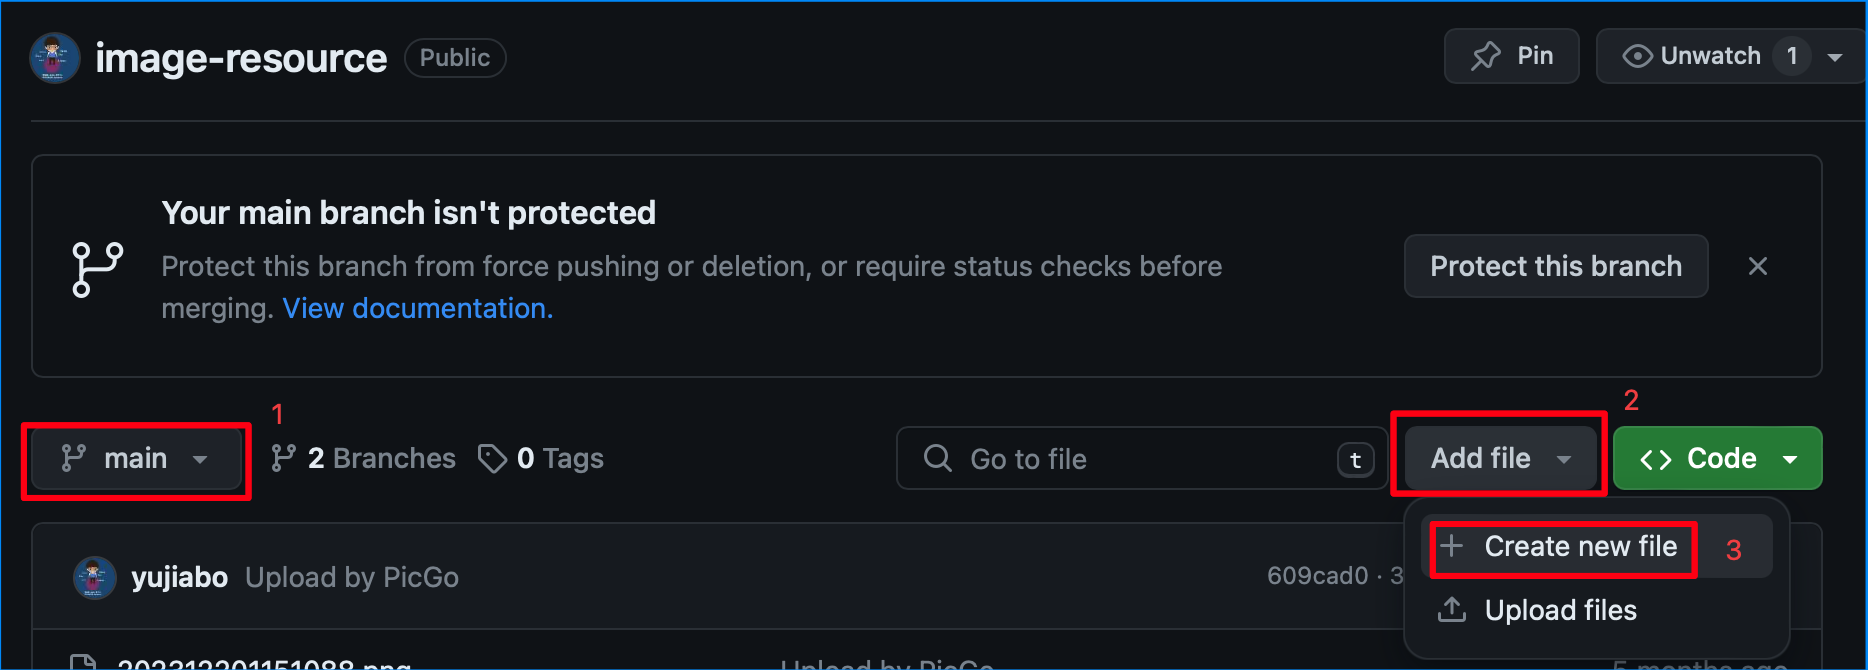 image-resource Public Pin Unwatch 1
Your main branch isn't protected
Protect this branch from force pushing or deletion, or require status checks before
merging. View documentation.
Protect this branch
1
2
main 2 Branches 0 Tags Go to file t Add file Code
Create new file 3
Upload files
yujiabo Upload by PicGo 609cad0 · 3
202312201151088.png Upload by PicGo 5 months ago